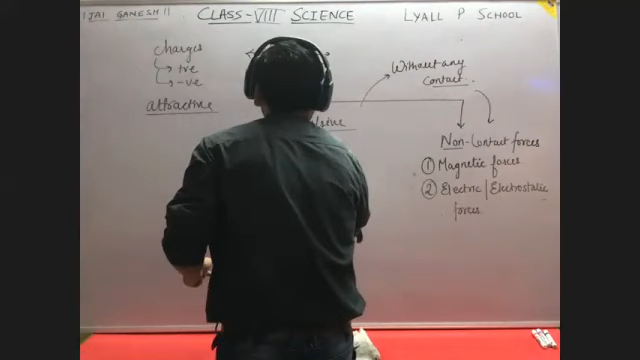 ||JAI GANESH||
CLASS-VIII SCIENCE
LYALL P SCHOOL
charges
+ve
-ve
attractive
Without any
contact.
Non-Contact forces
① Magnetic forces
② Electric | Electrostatic
forces.